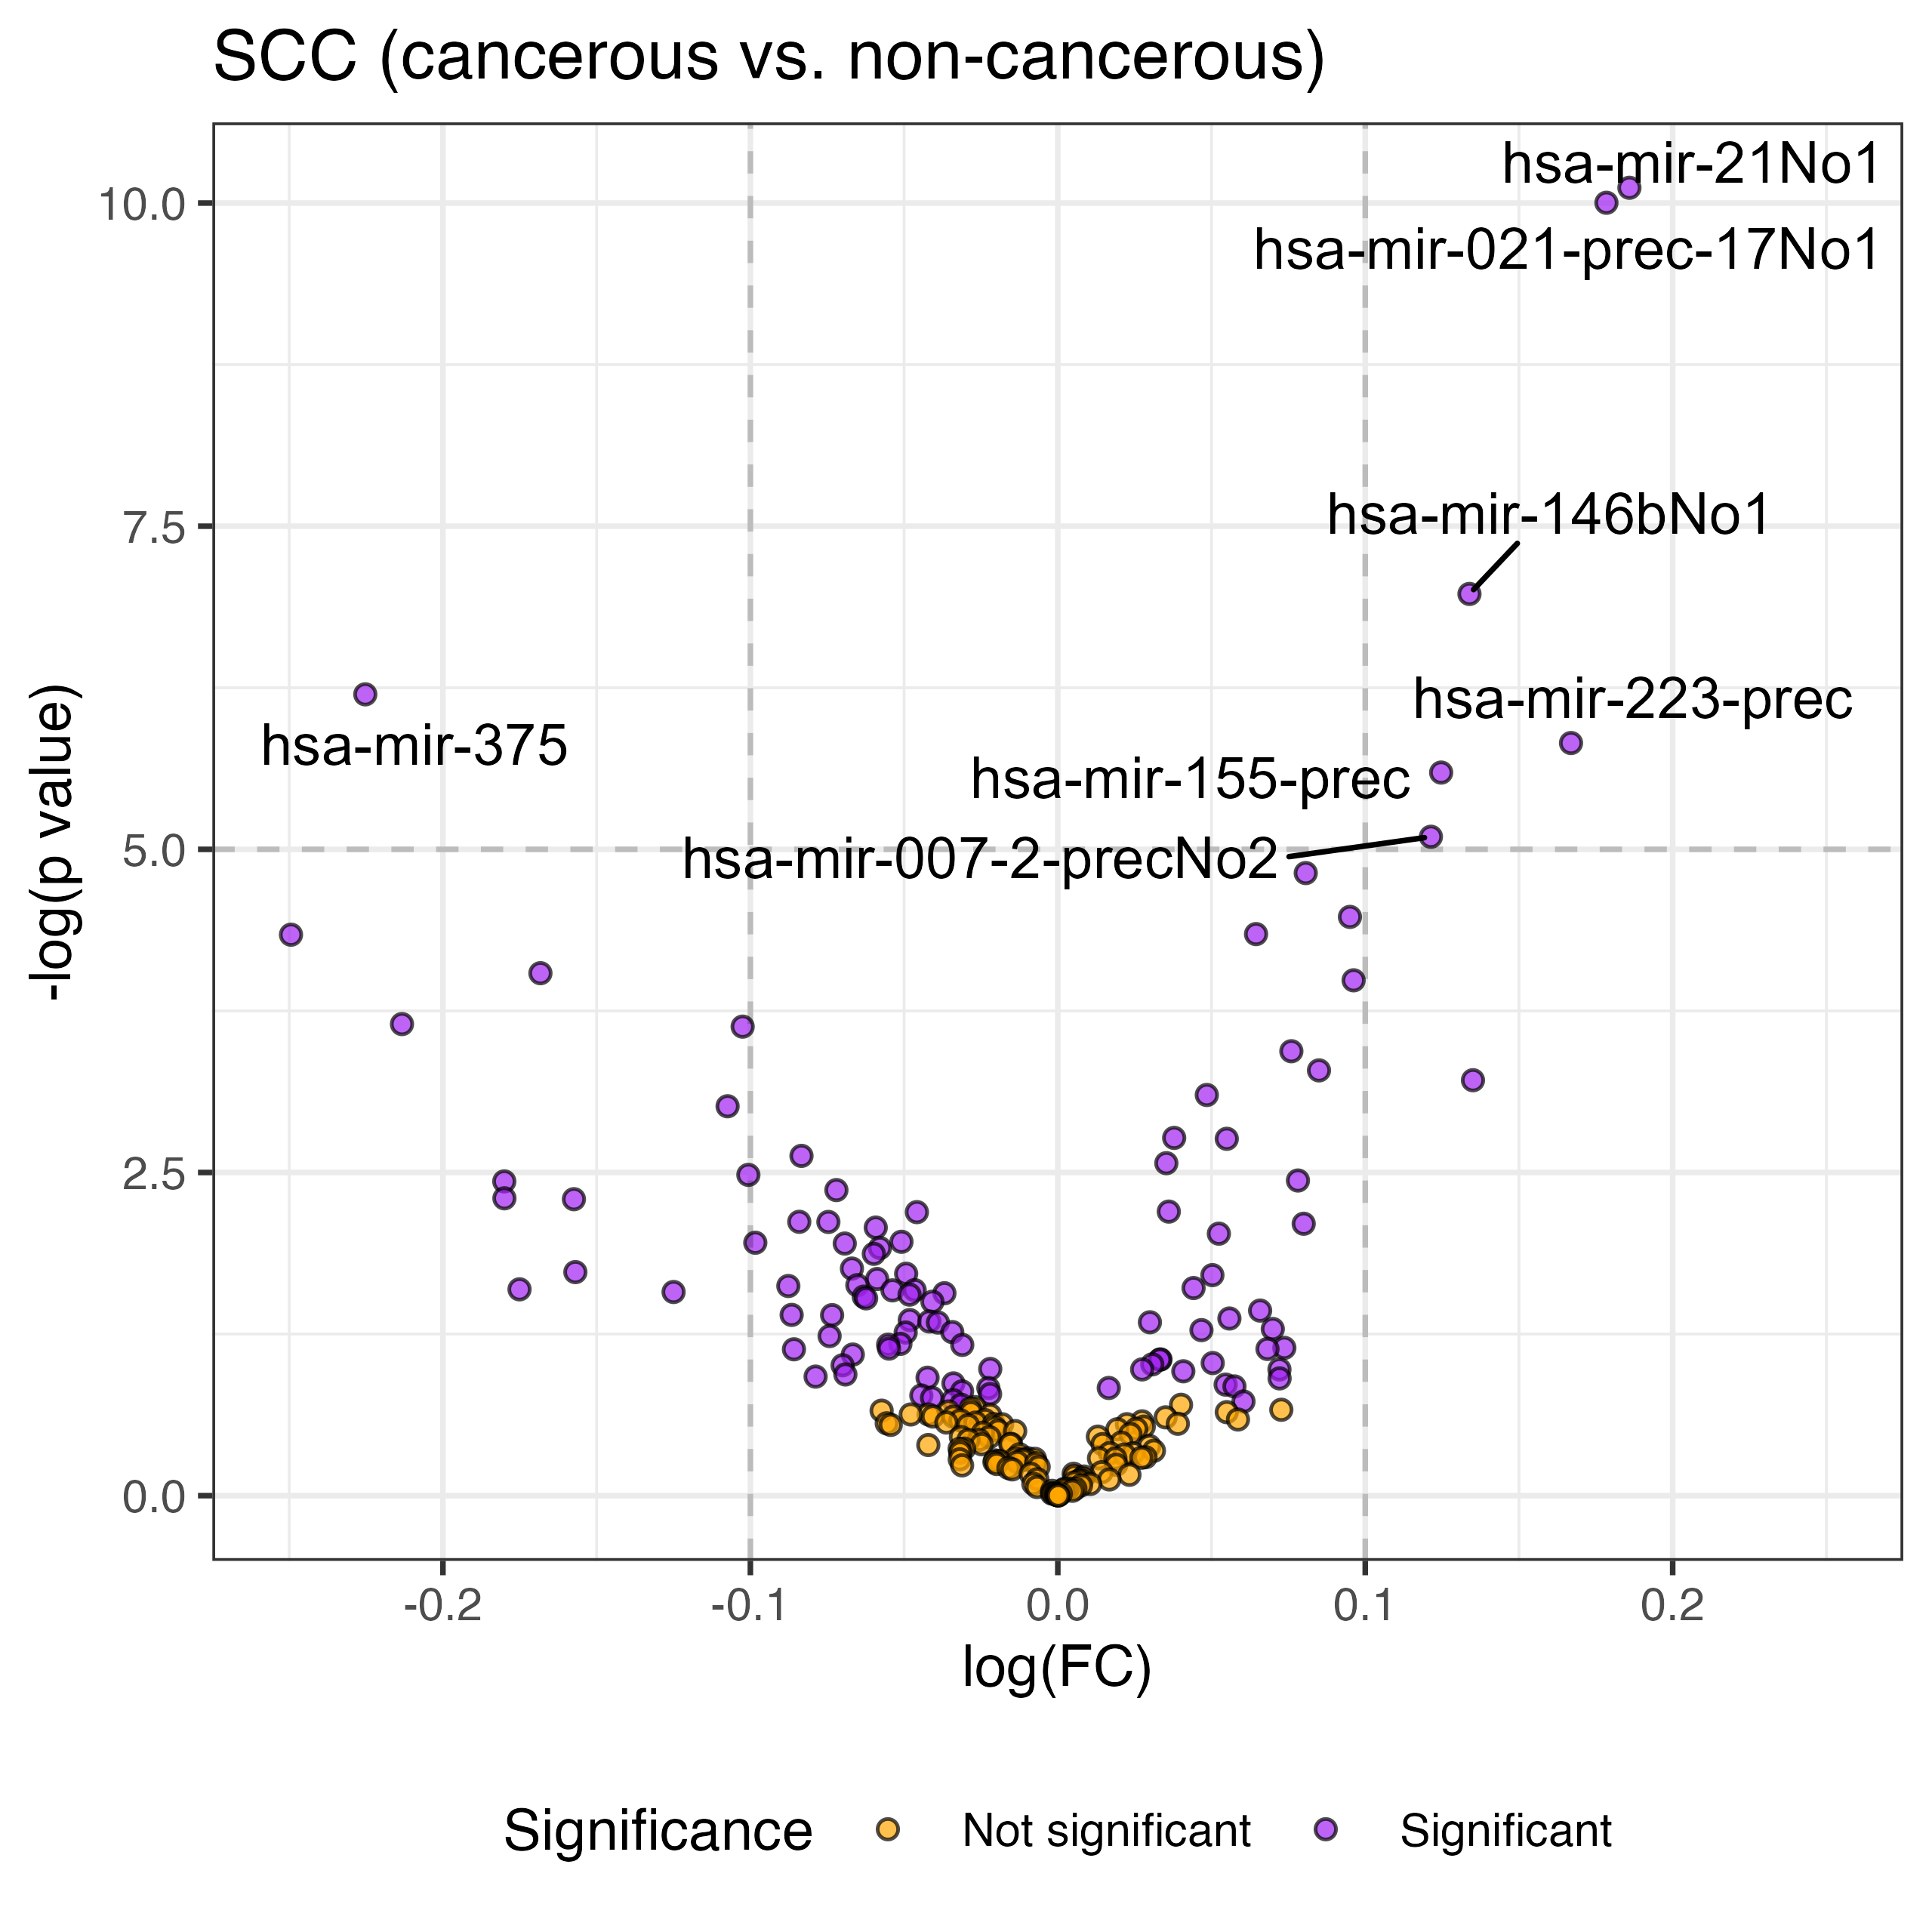 SCC (cancerous vs. non-cancerous)
hsa-mir-21No1
10.0
hsa-mir-021-prec-17No1
hsa-mir-146bNo1
7.5
hsa-mir-223-prec
hsa-mir-375
hsa-mir-155-prec
5.0
hsa-mir-007-2-precNo2
-log(p value)
2.5
0.0
-0.2 -0.1 0.0 0.1 0.2
log(FC)
Significance Not significant Significant